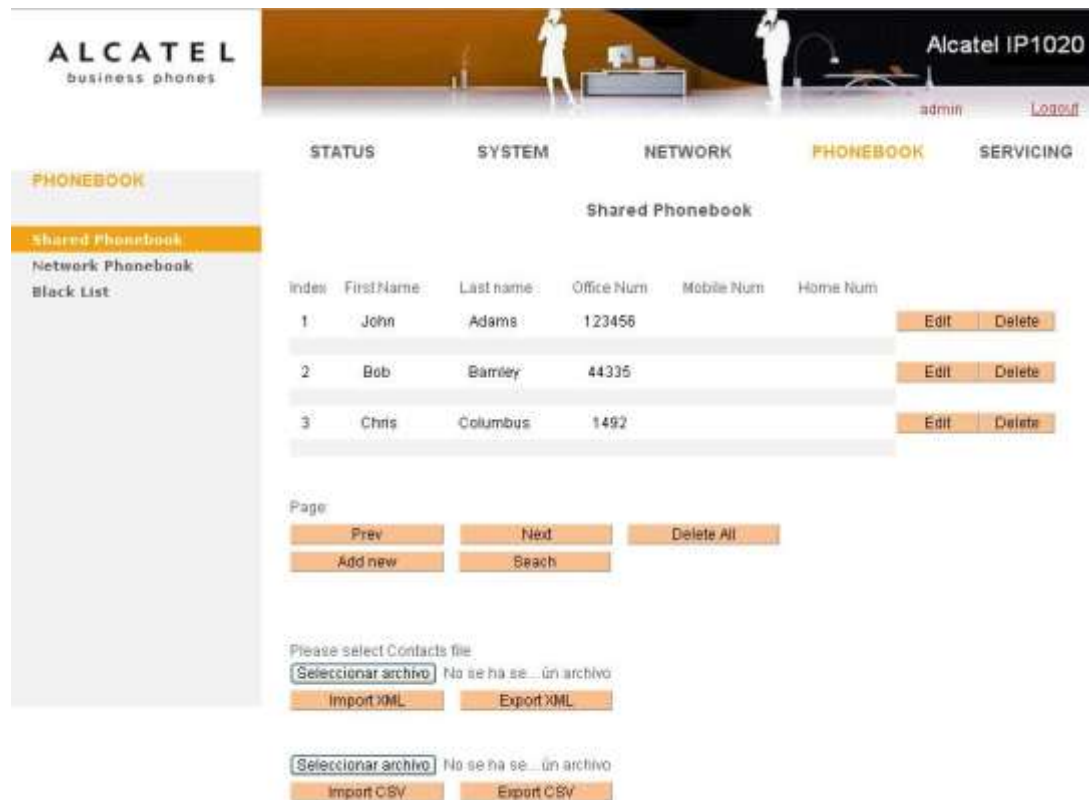 ALCATEL
business phones
Alcatel IP1020
admin Logout
STATUS SYSTEM NETWORK PHONEBOOK SERVICING
PHONEBOOK
Shared Phonebook
Shared Phonebook
Network Phonebook
Black List
Index First Name Last name Office Num Mobile Num Home Num
1 John Adams 123456 Edit Delete
2 Bob Barnley 44335 Edit Delete
3 Chris Columbus 1492 Edit Delete
Page:
Prev Next Delete All
Add new Seach
Please select Contacts file
Seleccionar archivo No se ha se... ún archivo
Import XML Export XML
Seleccionar archivo No se ha se... ún archivo
Import CSV Export CSV